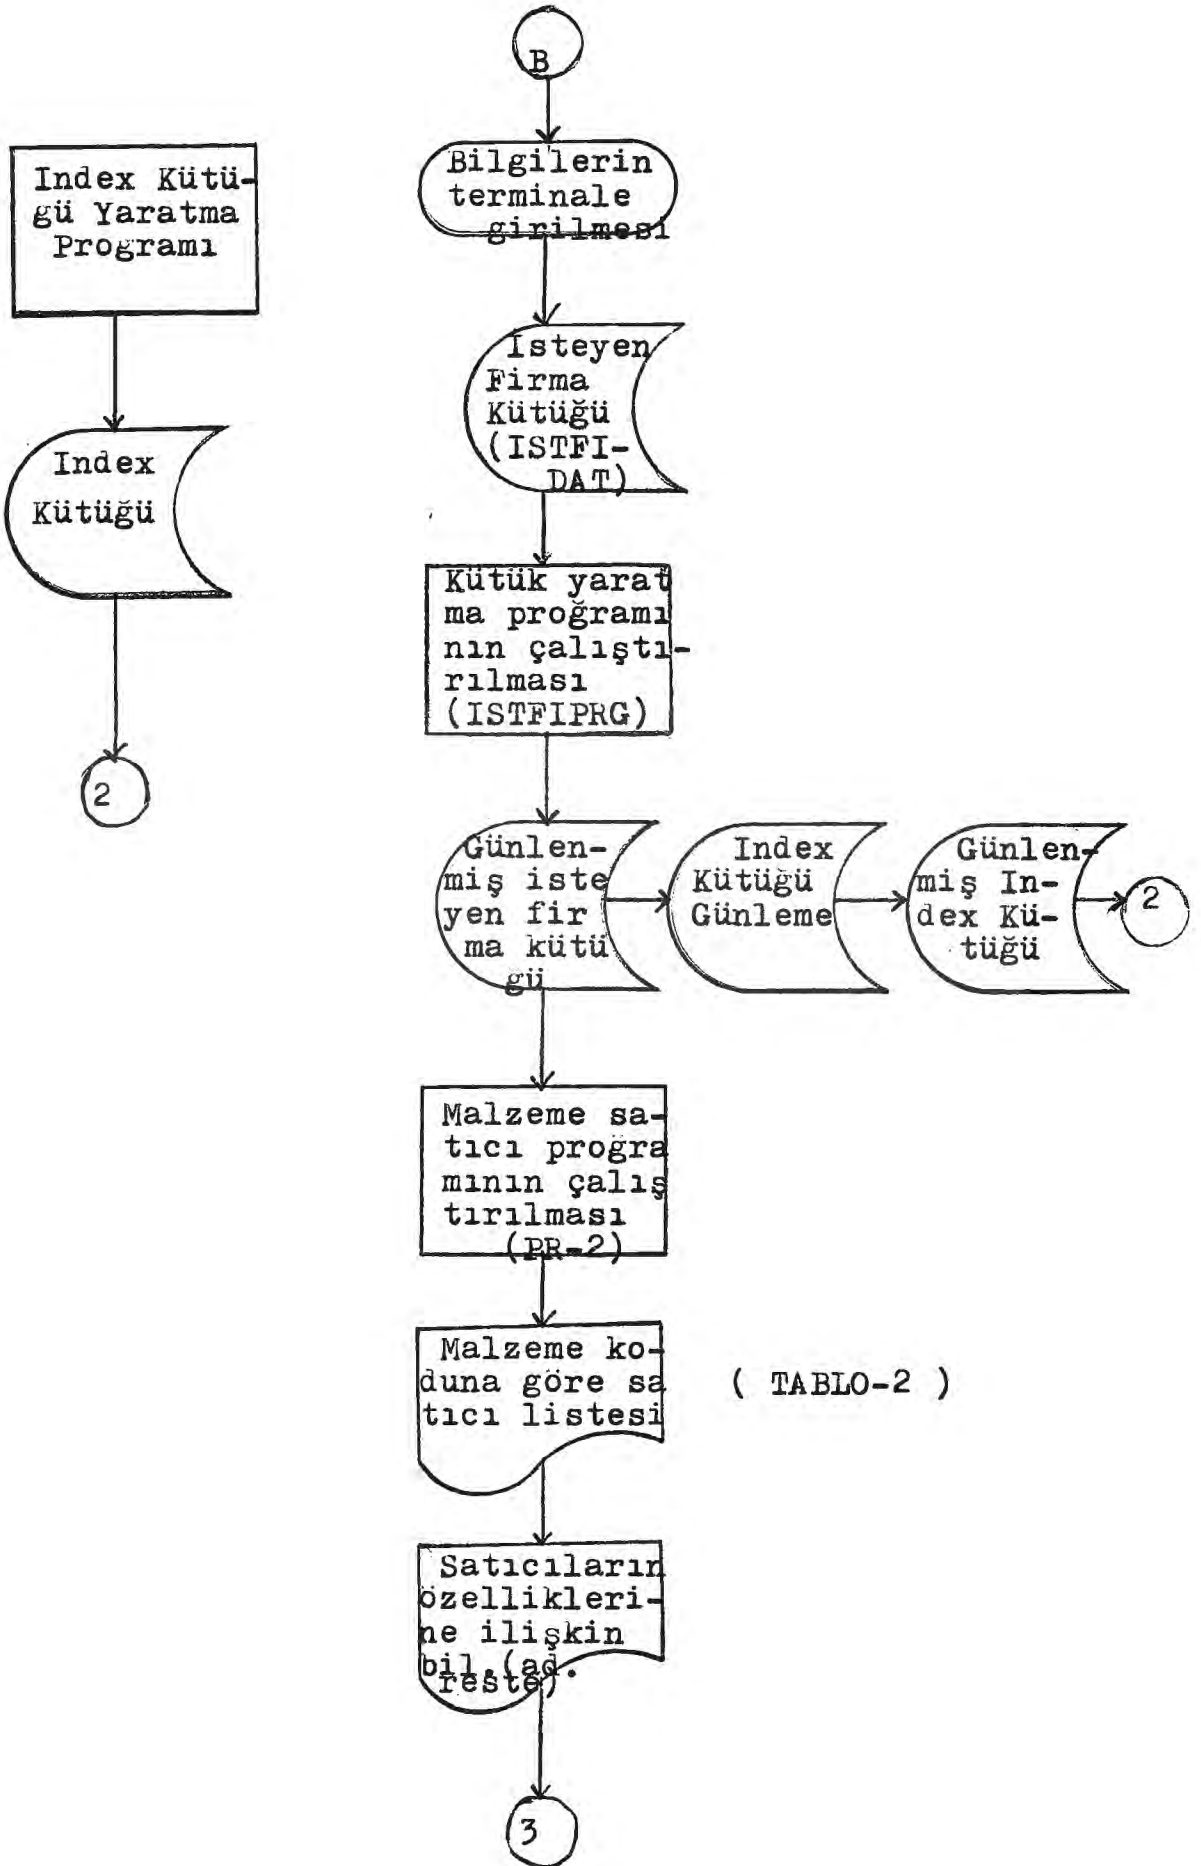 B
Index Kütü-
gü Yaratma
Programı
Index
Kütüğü
2
Bilgilerin
terminale
girilmesi
Isteyen
Firma
Kütüğü
(ISTFI-
DAT)
Kütük yarat
ma proğramı
nın çalıştı-
rılması
(ISTFIPRG)
Günlen-
miş iste
yen fir
ma kütü
gü
Index
Kütüğü
Günleme
Günlen-
miş In-
dex Kü-
tüğü
2
Malzeme sa-
tıcı proğra
mının çalış
tırılması
(PR-2)
Malzeme ko-
duna göre sa
tıcı listesi
( TABLO-2 )
Satıcıların
özellikleri-
ne ilişkin
bil.(ad.
reste)
3